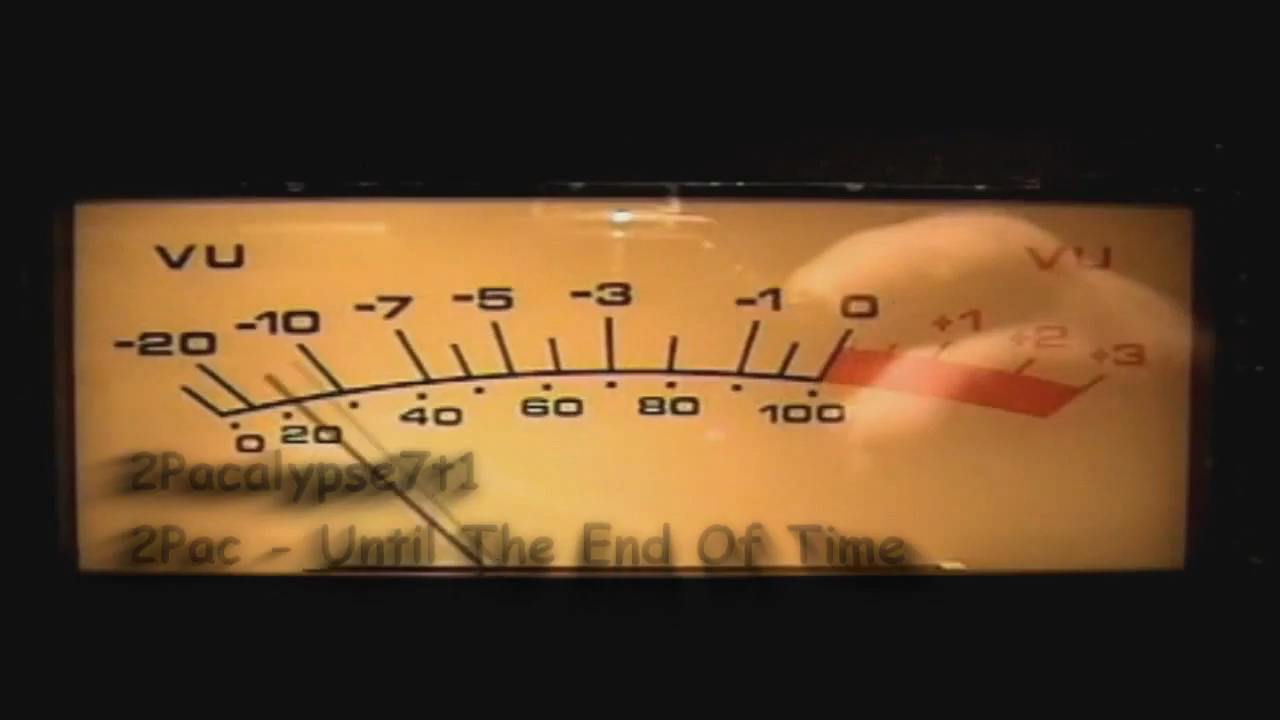 VU VU
-20 -10 -7 -5 -3 -1 0 +1 +2 +3
0 20 40 60 80 100
2Pacalypse7t1
2Pac - Until The End Of Time